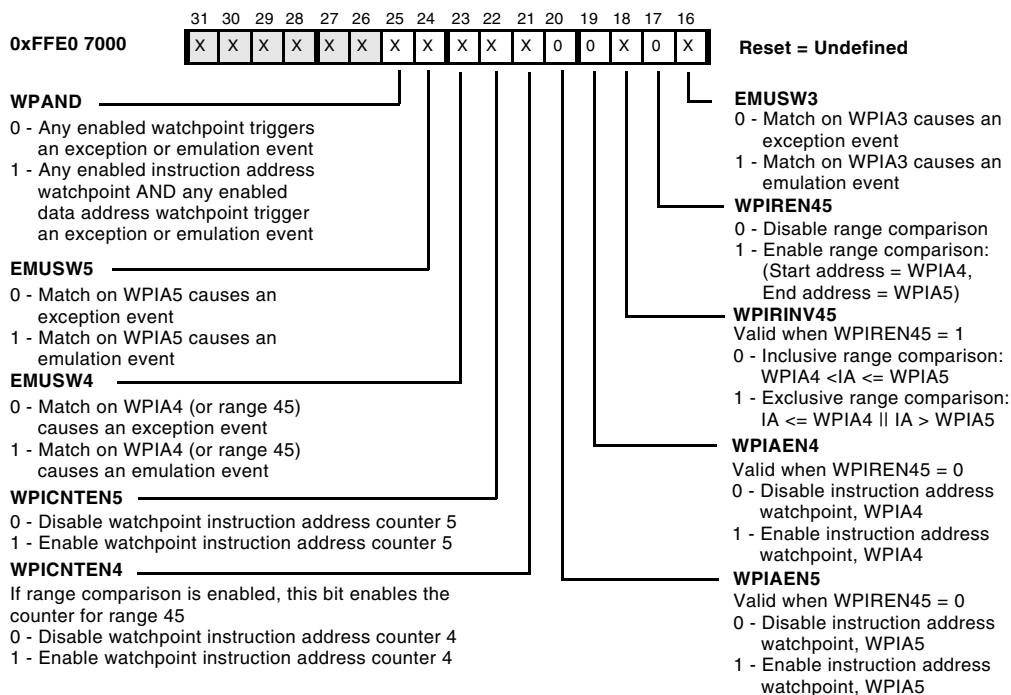 31 30 29 28 27 26 25 24 23 22 21 20 19 18 17 16
0xFFE0 7000
X X X X X X X X X X X 0 0 X 0 X
Reset = Undefined
WPAND
0 - Any enabled watchpoint triggers
an exception or emulation event
1 - Any enabled instruction address
watchpoint AND any enabled
data address watchpoint trigger
an exception or emulation event
EMUSW5
0 - Match on WPIA5 causes an
exception event
1 - Match on WPIA5 causes an
emulation event
EMUSW4
0 - Match on WPIA4 (or range 45)
causes an exception event
1 - Match on WPIA4 (or range 45)
causes an emulation event
WPICNTEN5
0 - Disable watchpoint instruction address counter 5
1 - Enable watchpoint instruction address counter 5
WPICNTEN4
If range comparison is enabled, this bit enables the
counter for range 45
0 - Disable watchpoint instruction address counter 4
1 - Enable watchpoint instruction address counter 4
EMUSW3
0 - Match on WPIA3 causes an
exception event
1 - Match on WPIA3 causes an
emulation event
WPIREN45
0 - Disable range comparison
1 - Enable range comparison:
(Start address = WPIA4,
End address = WPIA5)
WPIRINV45
Valid when WPIREN45 = 1
0 - Inclusive range comparison:
WPIA4 <IA <= WPIA5
1 - Exclusive range comparison:
IA <= WPIA4 || IA > WPIA5
WPIAEN4
Valid when WPIREN45 = 0
0 - Disable instruction address
watchpoint, WPIA4
1 - Enable instruction address
watchpoint, WPIA4
WPIAEN5
Valid when WPIREN45 = 0
0 - Disable instruction address
watchpoint, WPIA5
1 - Enable instruction address
watchpoint, WPIA5